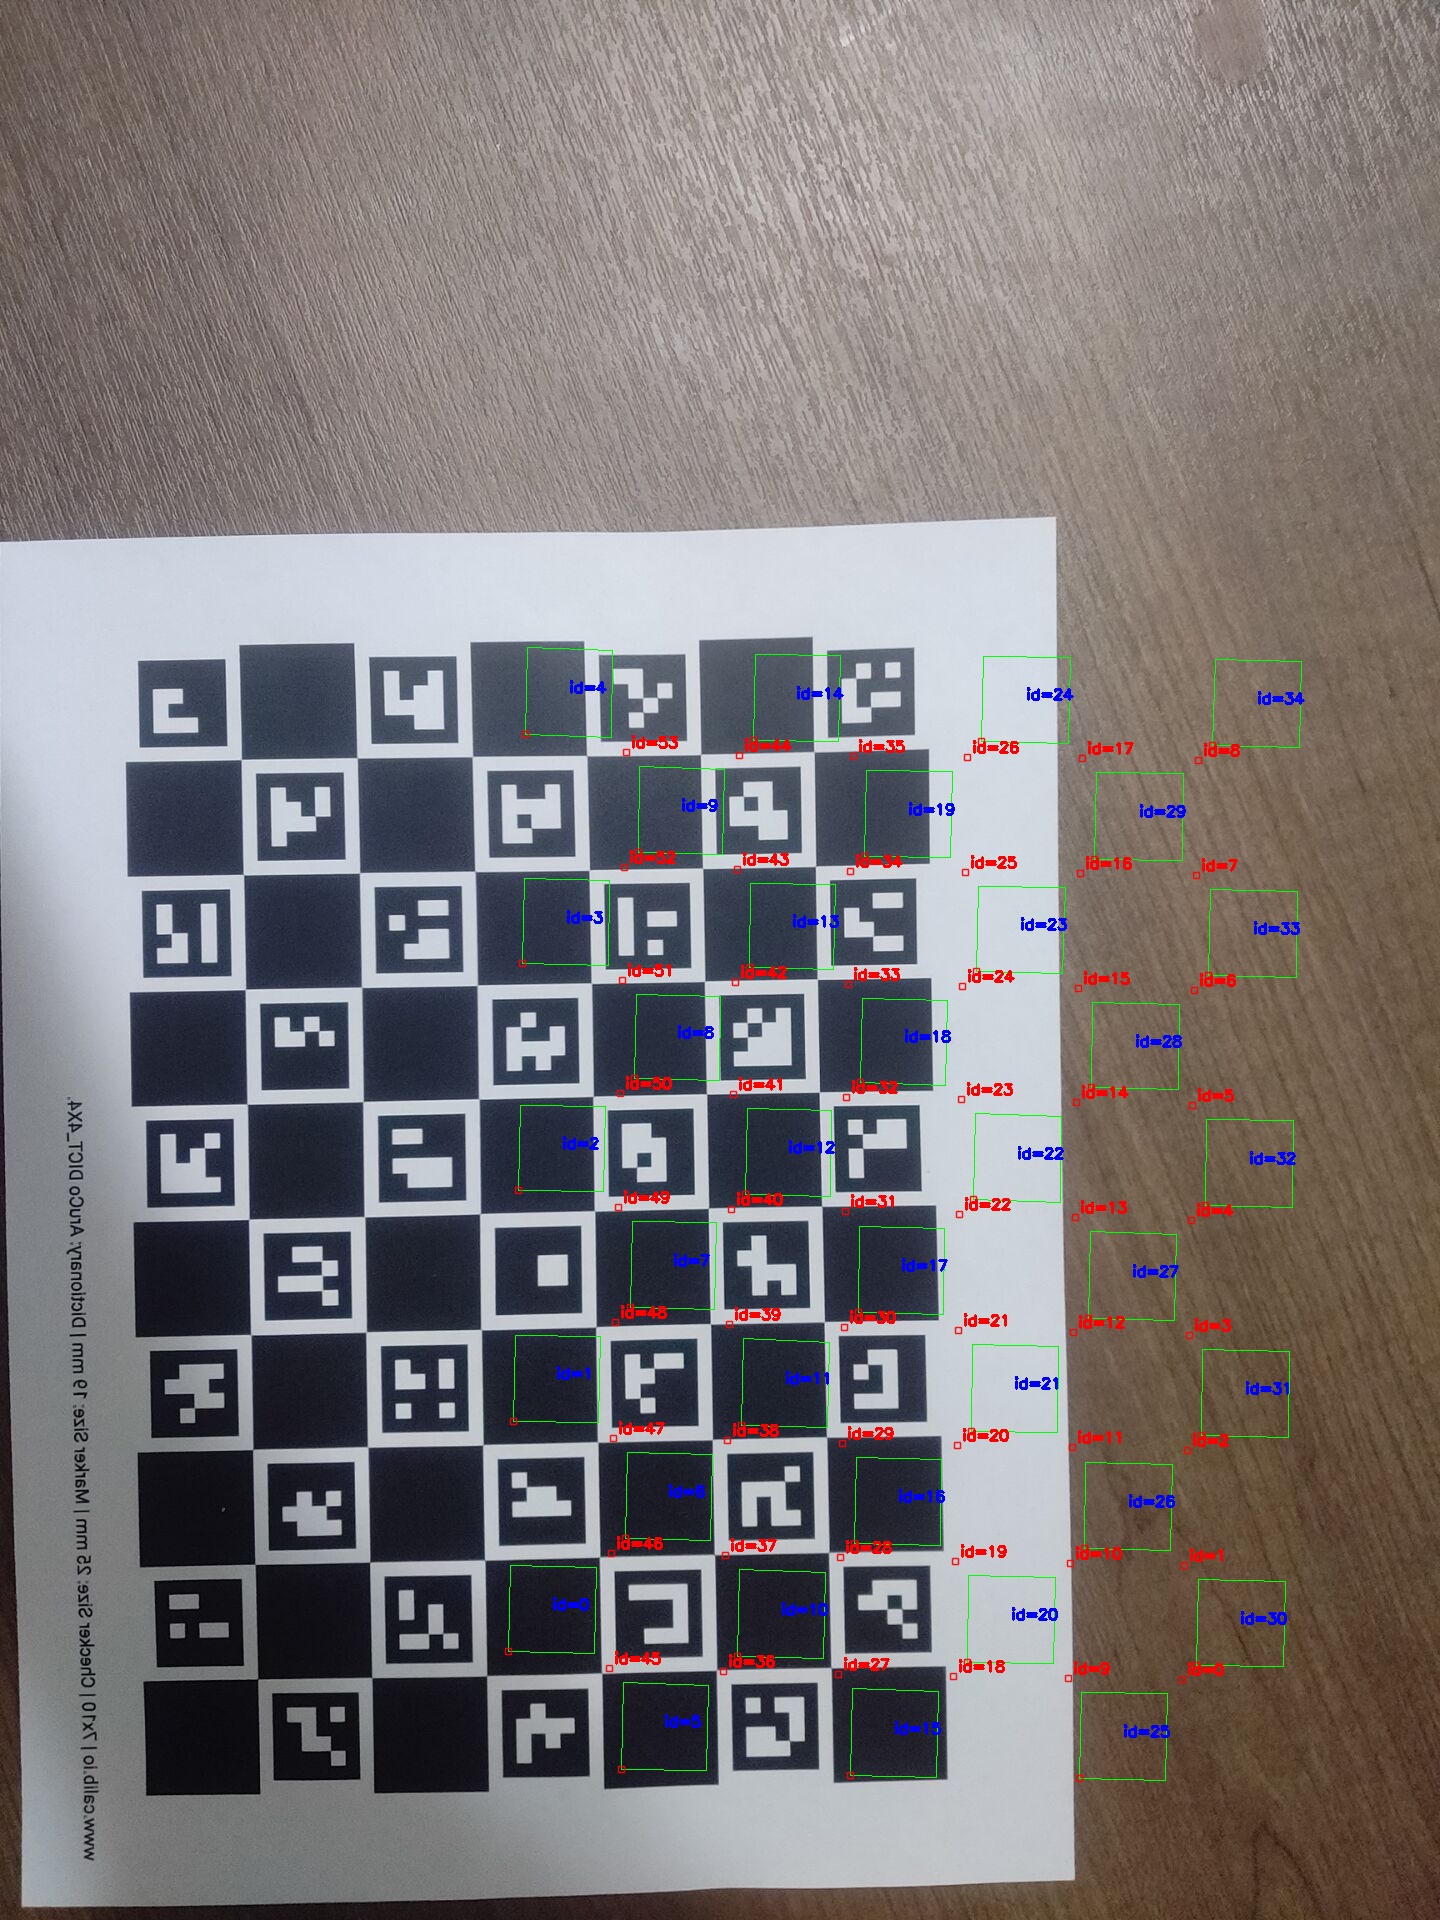 www.calib.io | 7x10 | Checker Size: 25 mm | Marker Size: 19 mm | Dictionary: ArUco DICT_4X4.
id=4
id=14
id=24
id=34
id=53
id=44
id=35
id=26
id=17
id=8
id=9
id=19
id=29
id=52
id=43
id=34
id=25
id=16
id=7
id=3
id=13
id=23
id=33
id=51
id=42
id=33
id=24
id=15
id=6
id=8
id=18
id=28
id=50
id=41
id=32
id=23
id=14
id=5
id=2
id=12
id=22
id=32
id=49
id=40
id=31
id=22
id=13
id=4
id=7
id=17
id=27
id=48
id=39
id=30
id=21
id=12
id=3
id=1
id=11
id=21
id=31
id=47
id=38
id=29
id=20
id=11
id=2
id=6
id=16
id=26
id=46
id=37
id=28
id=19
id=10
id=1
id=0
id=10
id=20
id=30
id=45
id=36
id=27
id=18
id=9
id=0
id=5
id=15
id=25